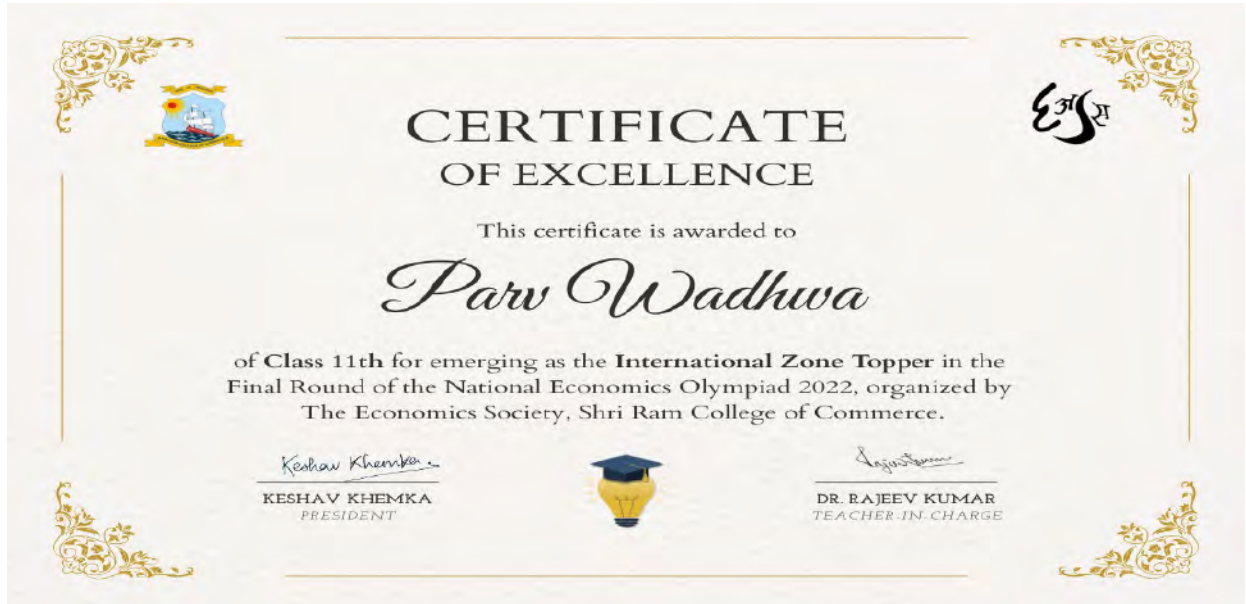 CERTIFICATE
OF EXCELLENCE
This certificate is awarded to
Parv Wadhwa
of Class 11th for emerging as the International Zone Topper in the
Final Round of the National Economics Olympiad 2022, organized by
The Economics Society, Shri Ram College of Commerce.
Keshav Khemka
KESHAV KHEMKA
PRESIDENT
DR. RAJEEV KUMAR
TEACHER-IN-CHARGE